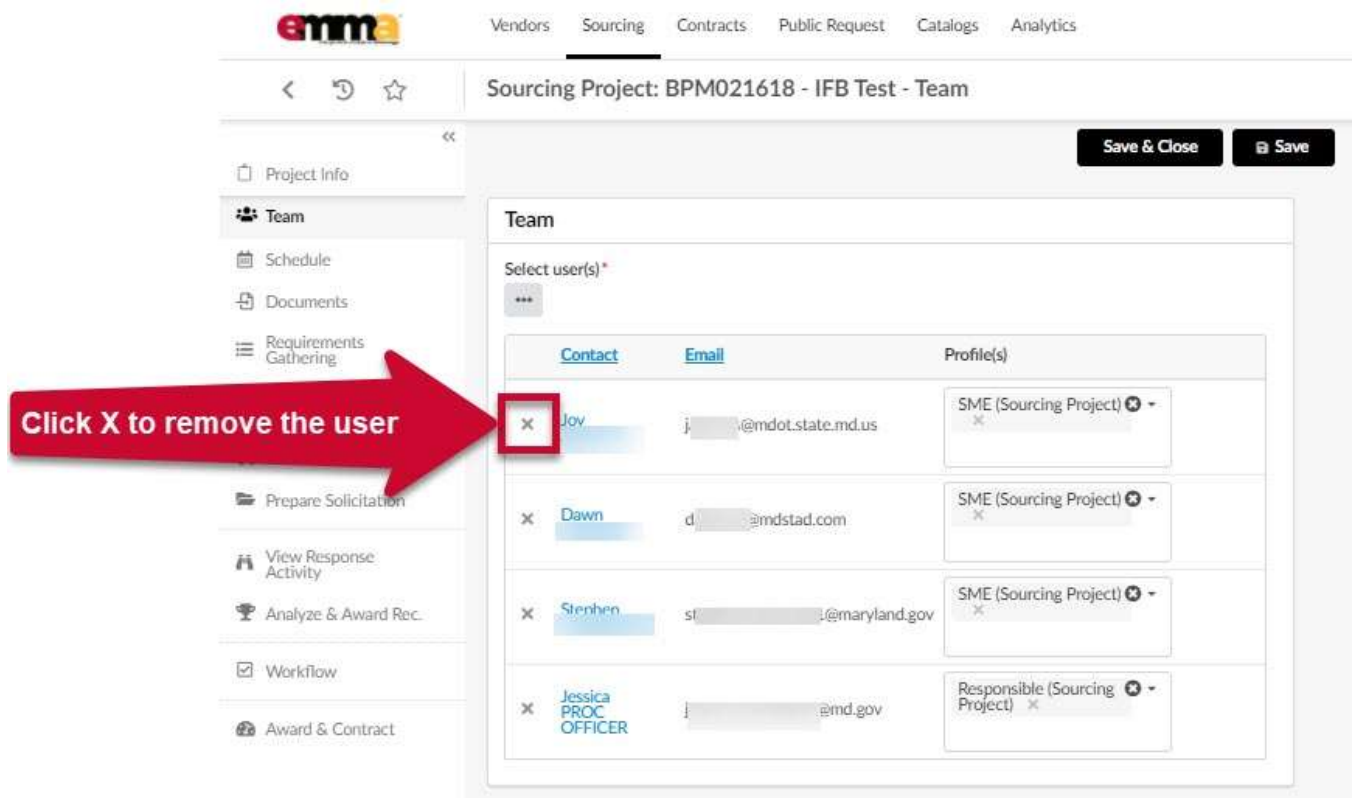 emma
Vendors Sourcing Contracts Public Request Catalogs Analytics
Sourcing Project: BPM021618 - IFB Test - Team
Save & Close Save
Project Info
Team
Schedule
Documents
Requirements
Gathering
Prepare Solicitation
View Response
Activity
Analyze & Award Rec.
Workflow
Award & Contract
Click X to remove the user
Team
Select user(s)*
Contact Email Profile(s)
Joy j @mdot.state.md.us SME (Sourcing Project)
Dawn d @mdstad.com SME (Sourcing Project)
Stephen st @maryland.gov SME (Sourcing Project)
Jessica
PROC
OFFICER
j @md.gov
Responsible (Sourcing
Project)